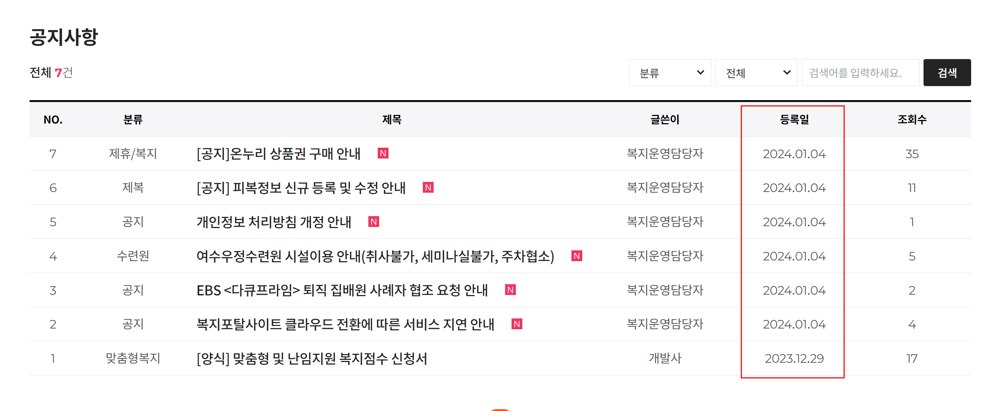 공지사항
전체 7건
분류 전체 검색어를 입력하세요. 검색
NO. 분류 제목 글쓴이 등록일 조회수
7 제휴/복지 [공지]온누리 상품권 구매 안내 N 복지운영담당자 2024.01.04 35
6 제복 [공지] 피복정보 신규 등록 및 수정 안내 N 복지운영담당자 2024.01.04 11
5 공지 개인정보 처리방침 개정 안내 N 복지운영담당자 2024.01.04 1
4 수련원 여수우정수련원 시설이용 안내(취사불가, 세미나실불가, 주차협소) N 복지운영담당자 2024.01.04 5
3 공지 EBS <다큐프라임> 퇴직 집배원 사례자 협조 요청 안내 N 복지운영담당자 2024.01.04 2
2 공지 복지포탈사이트 클라우드 전환에 따른 서비스 지연 안내 N 복지운영담당자 2024.01.04 4
1 맞춤형복지 [양식] 맞춤형 및 난임지원 복지점수 신청서 개발사 2023.12.29 17